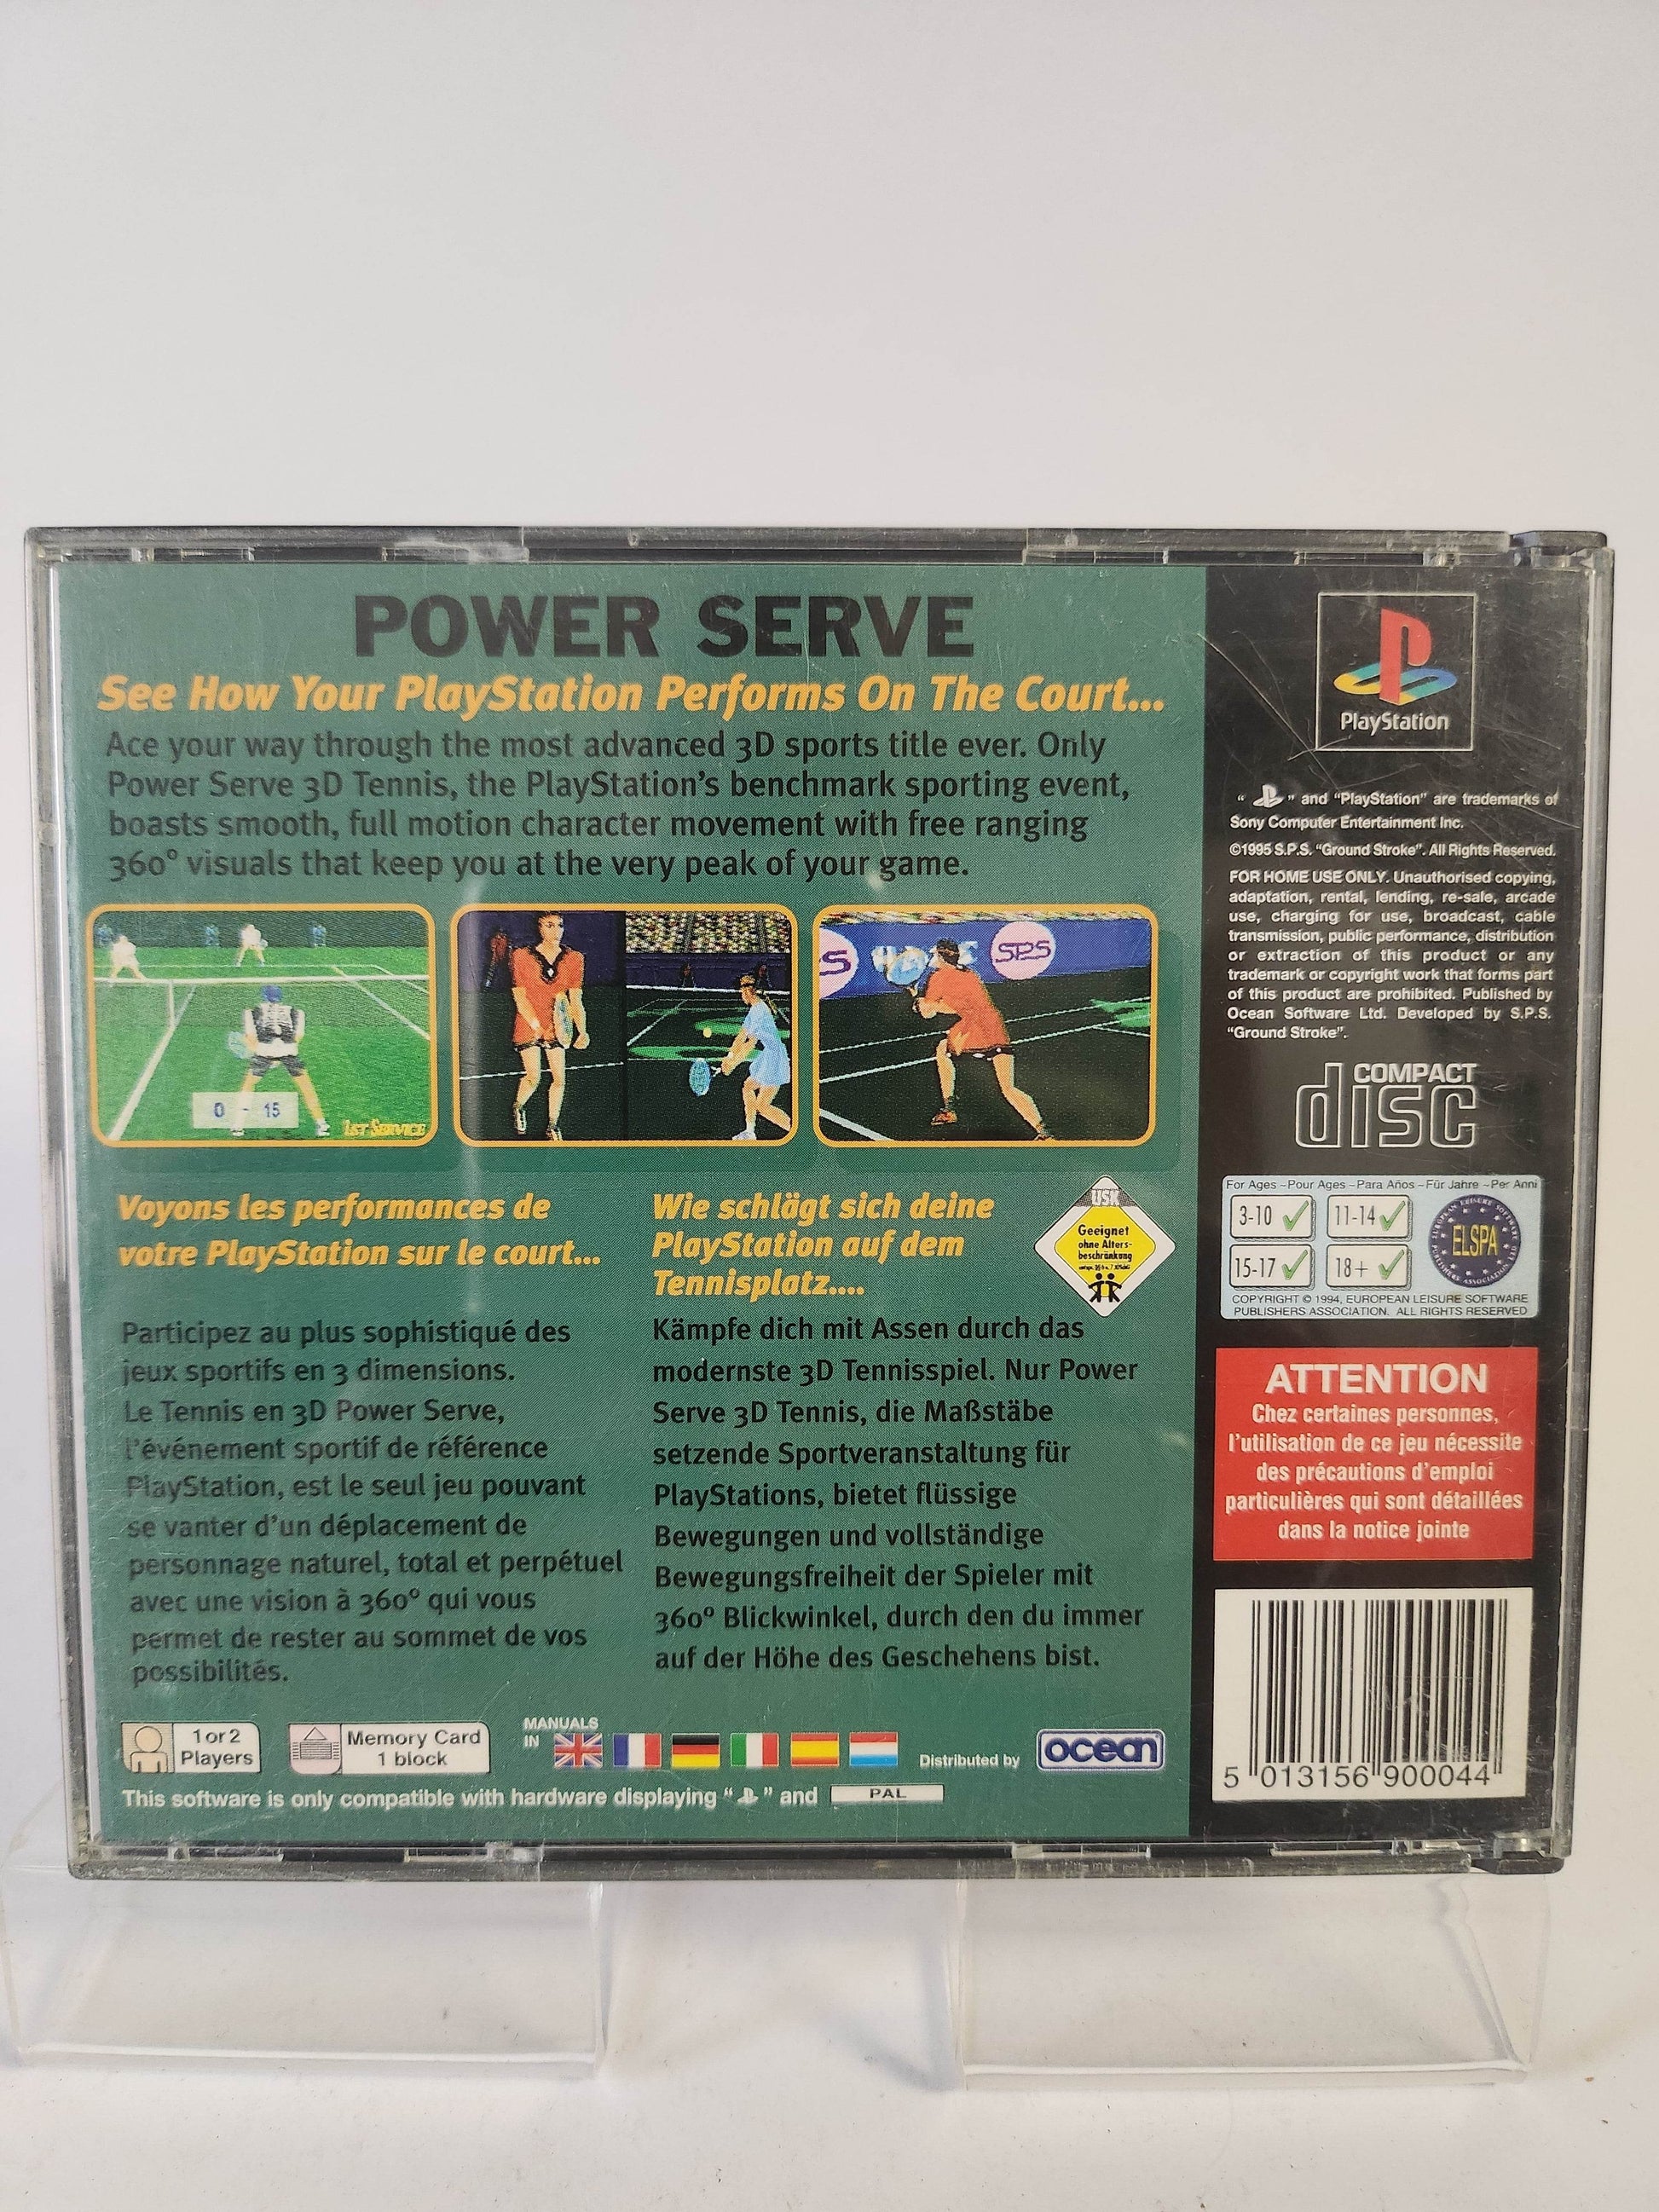 POWER SERVE
See How Your PlayStation Performs On The Court...
Ace your way through the most advanced 3D sports title ever. Only
Power Serve 3D Tennis, the PlayStation's benchmark sporting event,
boasts smooth, full motion character movement with free ranging
360° visuals that keep you at the very peak of your game.
0 - 15
1ST SERVICE
S
SPS
Voyons les performances de
votre PlayStation sur le court...
Participez au plus sophistiqué des
jeux sportifs en 3 dimensions.
Le Tennis en 3D Power Serve,
l'événement sportif de référence
PlayStation, est le seul jeu pouvant
se vanter d'un déplacement de
personnage naturel, total et perpétuel
avec une vision à 360° qui vous
permet de rester au sommet de vos
possibilités.
Wie schlägt sich deine
PlayStation auf dem
Tennisplatz....
USK
Geeignet
ohne Alters-
beschränkung
Kämpfe dich mit Assen durch das
modernste 3D Tennisspiel. Nur Power
Serve 3D Tennis, die Maßstäbe
setzende Sportveranstaltung für
PlayStations, bietet flüssige
Bewegungen und vollständige
Bewegungsfreiheit der Spieler mit
360° Blickwinkel, durch den du immer
auf der Höhe des Geschehens bist.
1 or 2
Players
Memory Card
1 block
MANUALS
IN
Distributed by
ocean
This software is only compatible with hardware displaying " " and PAL
PlayStation
" " and "PlayStation" are trademarks of
Sony Computer Entertainment Inc.
©1995 S.P.S. "Ground Stroke". All Rights Reserved.
FOR HOME USE ONLY. Unauthorised copying,
adaptation, rental, lending, re-sale, arcade
use, charging for use, broadcast, cable
transmission, public performance, distribution
or extraction of this product or any
trademark or copyright work that forms part
of this product are prohibited. Published by
Ocean Software Ltd. Developed by S.P.S.
"Ground Stroke".
COMPACT
disc
For Ages –Pour Ages –Para Años –Für Jahre –Per Anni
3-10
11-14
15-17
18+
ELSPA
COPYRIGHT © 1994, EUROPEAN LEISURE SOFTWARE
PUBLISHERS ASSOCIATION. ALL RIGHTS RESERVED
ATTENTION
Chez certaines personnes,
l'utilisation de ce jeu nécessite
des précautions d'emploi
particulières qui sont détaillées
dans la notice jointe
5 013156 900044